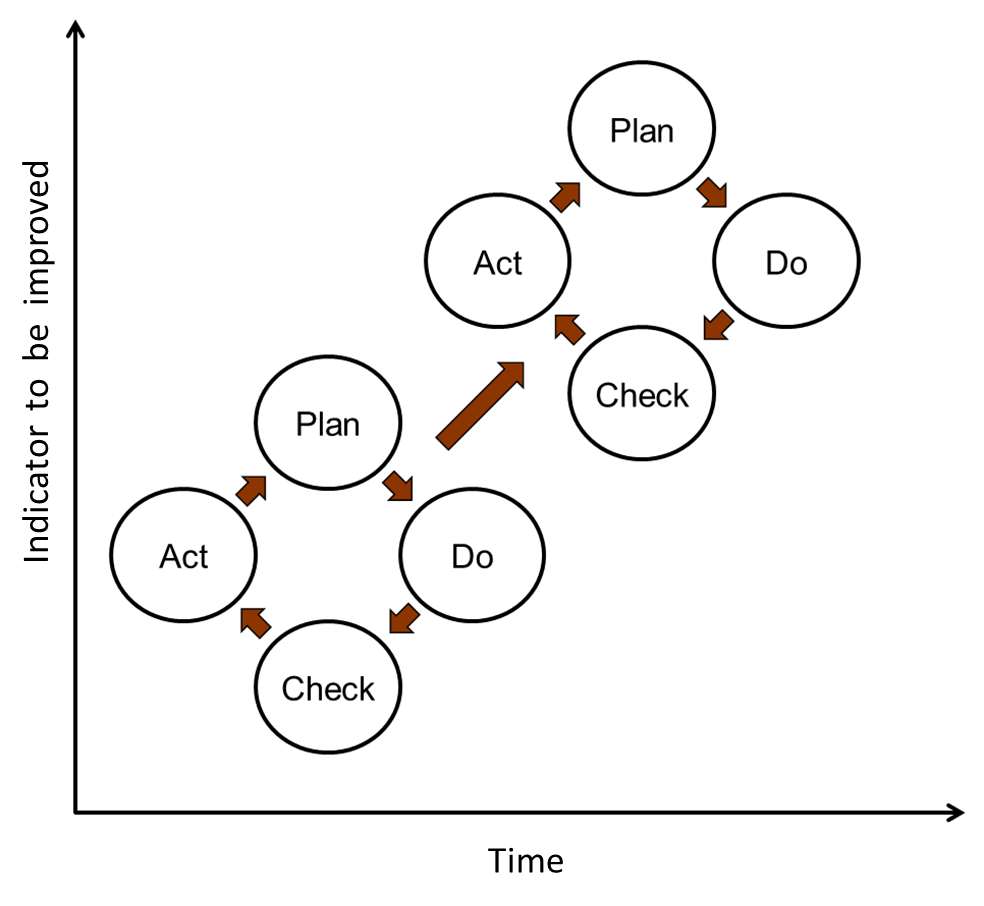 Indicator to be improved
Plan
Act
Do
Check
Plan
Act
Do
Check
Time